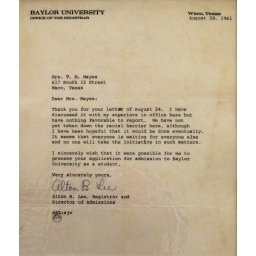 BAYLOR UNIVERSITY
OFFICE OF THE REGISTRAR
WACO, TEXAS
August 28, 1961
Mrs. V. M. Mayes
617 South 12 Street
Waco, Texas
Dear Mrs. Mayes:
Thank you for your letter of August 24. I have
discussed it with my superiors in office here but
have nothing favorable to report. We have not
yet taken down the racial barrier here, although
I have been hopeful that it would be done eventually.
It seems that everyone is waiting for everyone else
and no one will take the initiative in such matters.
I sincerely wish that it were possible for me to
process your application for admission to Baylor
University as a student.
Very sincerely yours,
Alton B Lee
Alton B. Lee, Registrar and
Director of Admissions